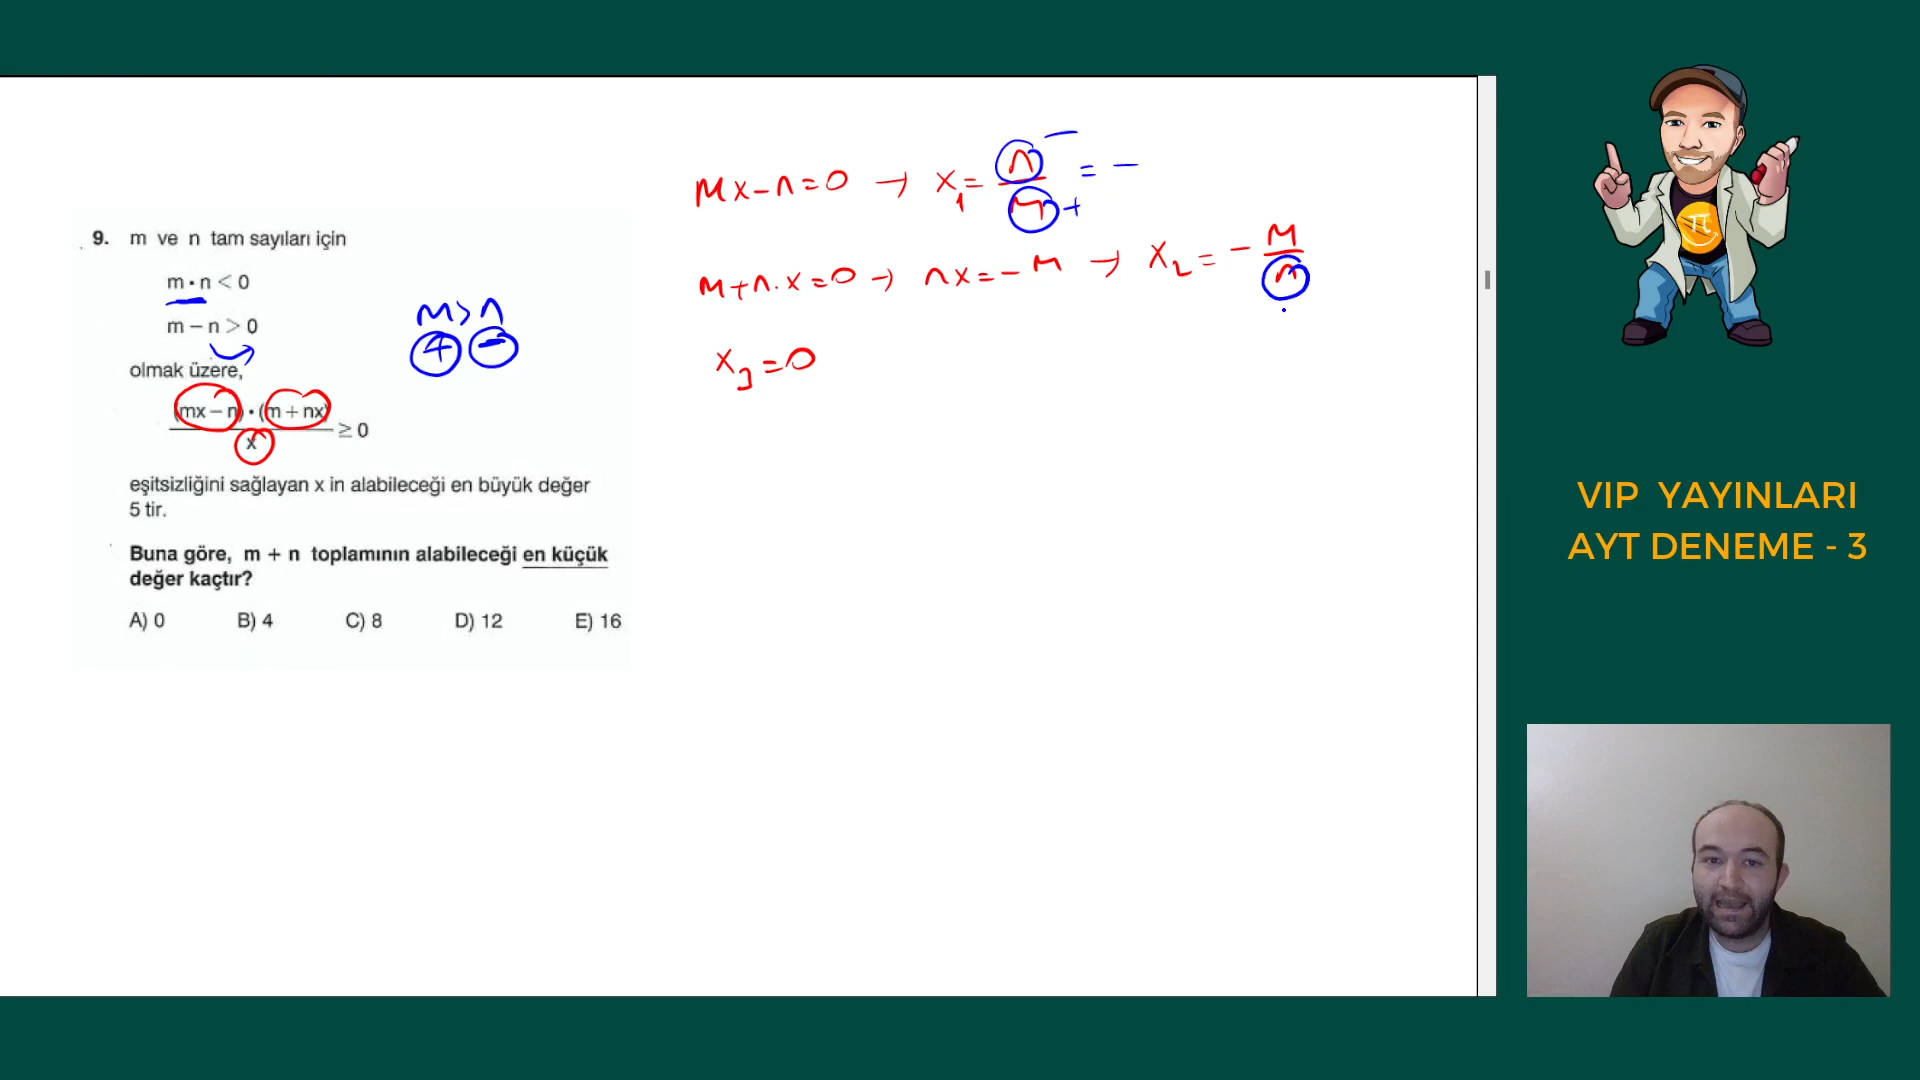 9. m ve n tam sayıları için
m · n < 0
m − n > 0
olmak üzere,
(mx − n) · (m + nx)
x
≥ 0
eşitsizliğini sağlayan x in alabileceği en büyük değer
5 tir.
Buna göre, m + n toplamının alabileceği en küçük
değer kaçtır?
A) 0 B) 4 C) 8 D) 12 E) 16
m > n
+ −
mx − n = 0 → x₁ = n⁻ / m⁺ = −
m + n · x = 0 → nx = − m → x₂ = − m / n
x₃ = 0
π
VIP YAYINLARI
AYT DENEME - 3